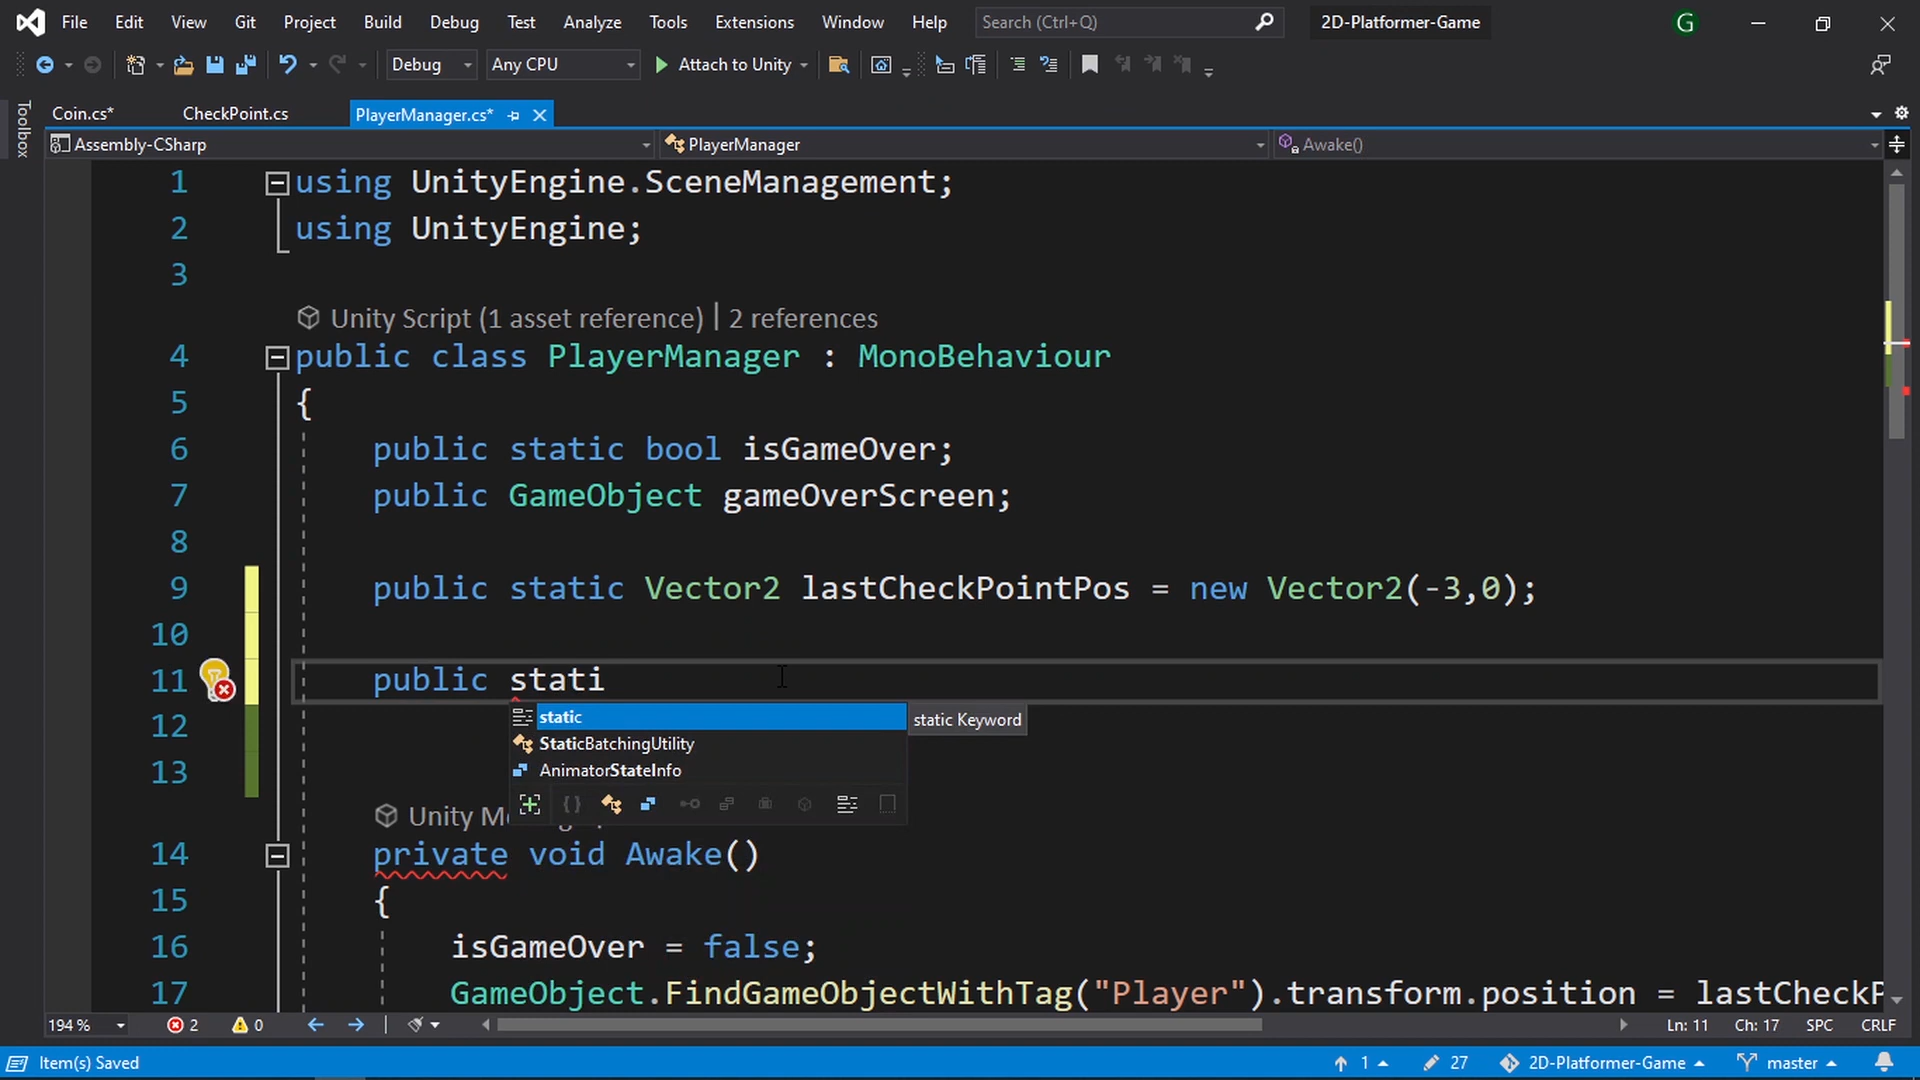 File Edit View Git Project Build Debug Test Analyze Tools Extensions Window Help Search (Ctrl+Q) 2D-Platformer-Game G
Debug Any CPU Attach to Unity
Toolbox
Coin.cs* CheckPoint.cs PlayerManager.cs*
Assembly-CSharp PlayerManager Awake()
1 using UnityEngine.SceneManagement;
2 using UnityEngine;
3
Unity Script (1 asset reference) | 2 references
4 public class PlayerManager : MonoBehaviour
5 {
6 public static bool isGameOver;
7 public GameObject gameOverScreen;
8
9 public static Vector2 lastCheckPointPos = new Vector2(-3,0);
10
11 public stati
static static Keyword
12
StaticBatchingUtility
13 AnimatorStateInfo
Unity M
14 private void Awake()
15 {
16 isGameOver = false;
17 GameObject.FindGameObjectWithTag("Player").transform.position = lastCheckP
194 % 2 0 Ln: 11 Ch: 17 SPC CRLF
Item(s) Saved 1 27 2D-Platformer-Game master